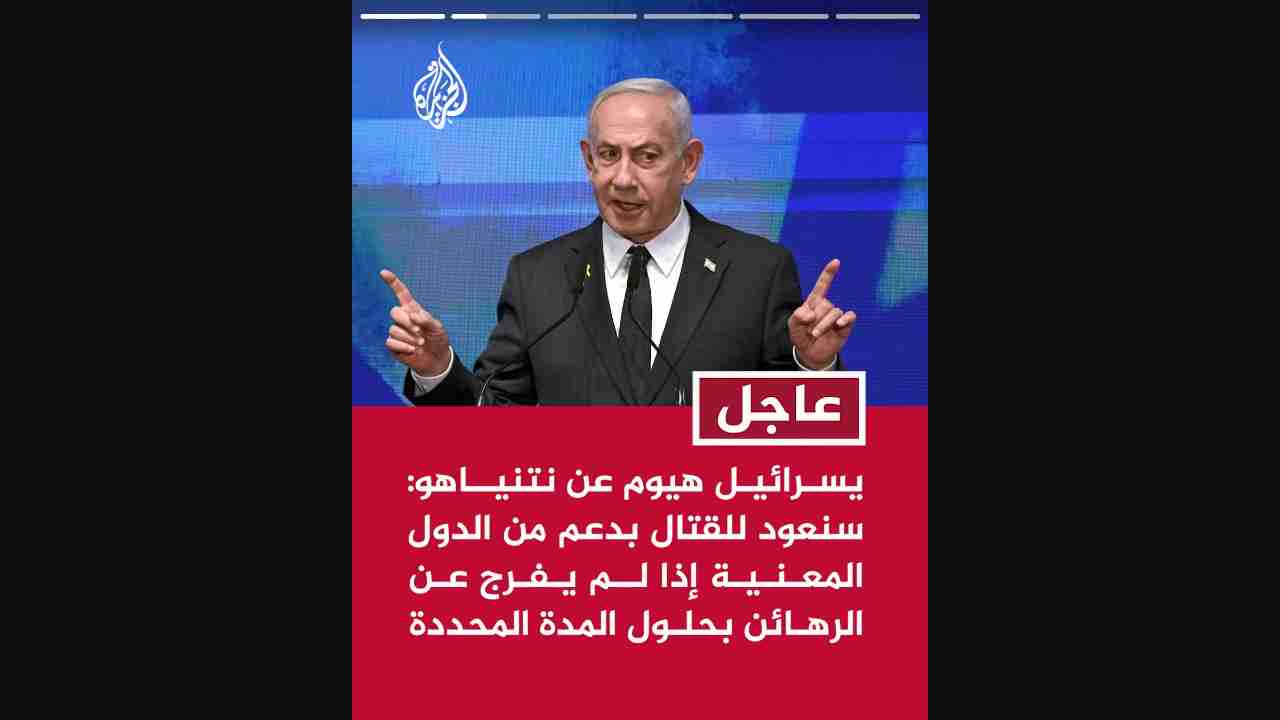 الجزيرة
عاجل
يسرائيل هيوم عن نتنياهو:
سنعود للقتال بدعم من الدول
المعنية إذا لم يفرج عن
الرهائن بحلول المدة المحددة